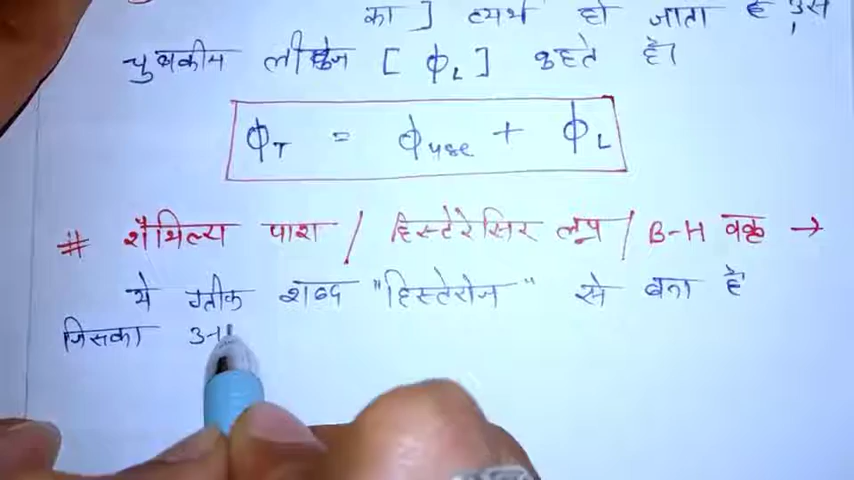 का ] व्यर्थ हो जाता है उसे
चुम्बकीय लीकेज [ ϕL ] कहते है।
ϕT = ϕuse + ϕL
# शैथिल्य पाश / हिस्टेरेसिर लूप / B-H वक्र →
ये ग्रीक शब्द "हिस्टेरोज" से बना है
जिसका